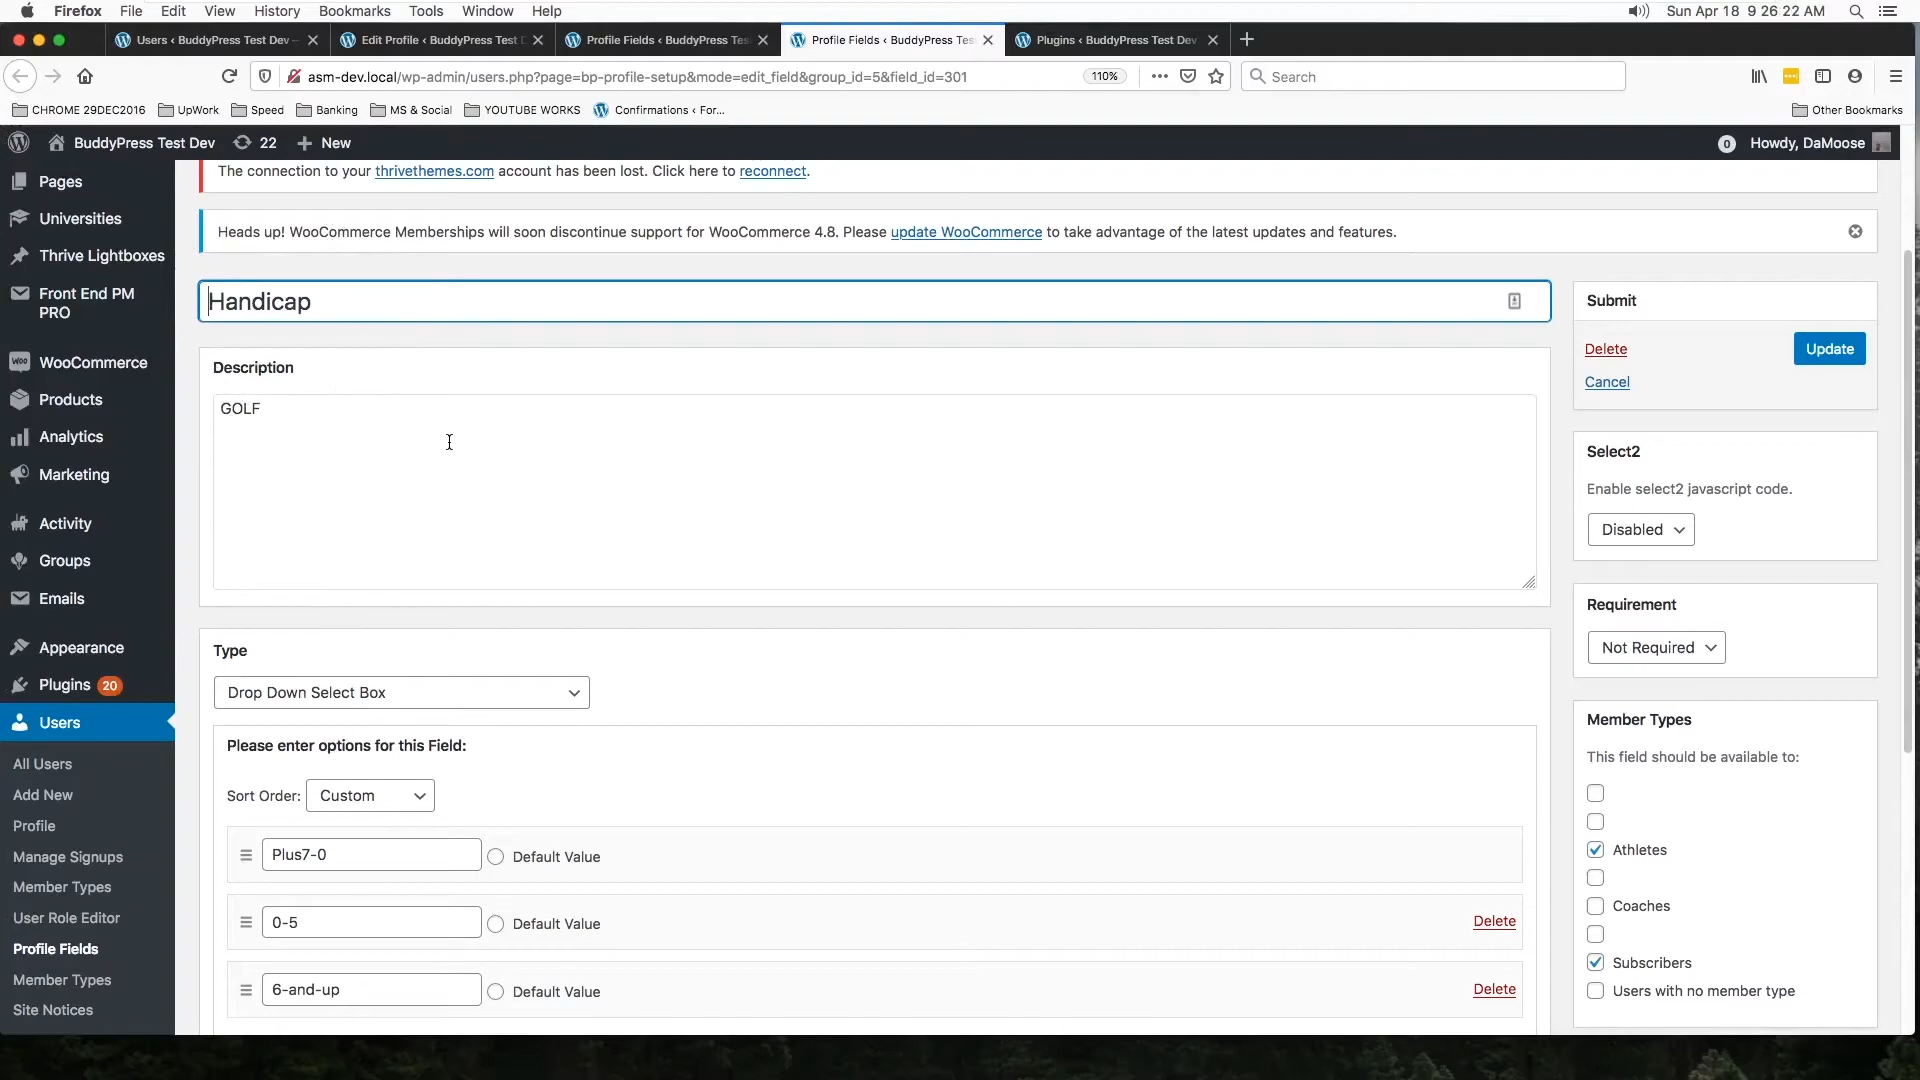 Firefox File Edit View History Bookmarks Tools Window Help Sun Apr 18 9 26 22 AM
Users ‹ BuddyPress Test Dev — Edit Profile ‹ BuddyPress Test D Profile Fields ‹ BuddyPress Tes Profile Fields ‹ BuddyPress Tes Plugins ‹ BuddyPress Test Dev
asm-dev.local/wp-admin/users.php?page=bp-profile-setup&mode=edit_field&group_id=5&field_id=301 110% Search
CHROME 29DEC2016 UpWork Speed Banking MS & Social YOUTUBE WORKS Confirmations ‹ For... Other Bookmarks
BuddyPress Test Dev 22 New 0 Howdy, DaMoose
Pages
Universities
Thrive Lightboxes
Front End PM
PRO
WooCommerce
Products
Analytics
Marketing
Activity
Groups
Emails
Appearance
Plugins 20
Users
All Users
Add New
Profile
Manage Signups
Member Types
User Role Editor
Profile Fields
Member Types
Site Notices
The connection to your thrivethemes.com account has been lost. Click here to reconnect.
Heads up! WooCommerce Memberships will soon discontinue support for WooCommerce 4.8. Please update WooCommerce to take advantage of the latest updates and features.
Handicap
Description
GOLF
Type
Drop Down Select Box
Please enter options for this Field:
Sort Order: Custom
Plus7-0 Default Value
0-5 Default Value Delete
6-and-up Default Value Delete
Submit
Delete Update
Cancel
Select2
Enable select2 javascript code.
Disabled
Requirement
Not Required
Member Types
This field should be available to:
Athletes
Coaches
Subscribers
Users with no member type